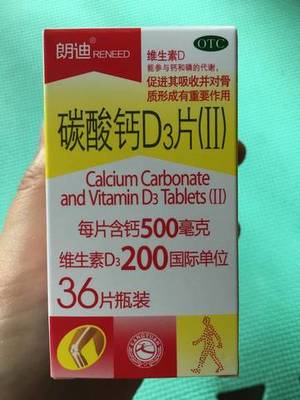 朗迪 RENEED
维生素D
能参与钙和磷的代谢,
促进其吸收并对骨
质形成有重要作用
OTC
碳酸钙D3片(II)
Calcium Carbonate
and Vitamin D3 Tablets (II)
每片含钙500毫克
维生素D3200国际单位
36片瓶装